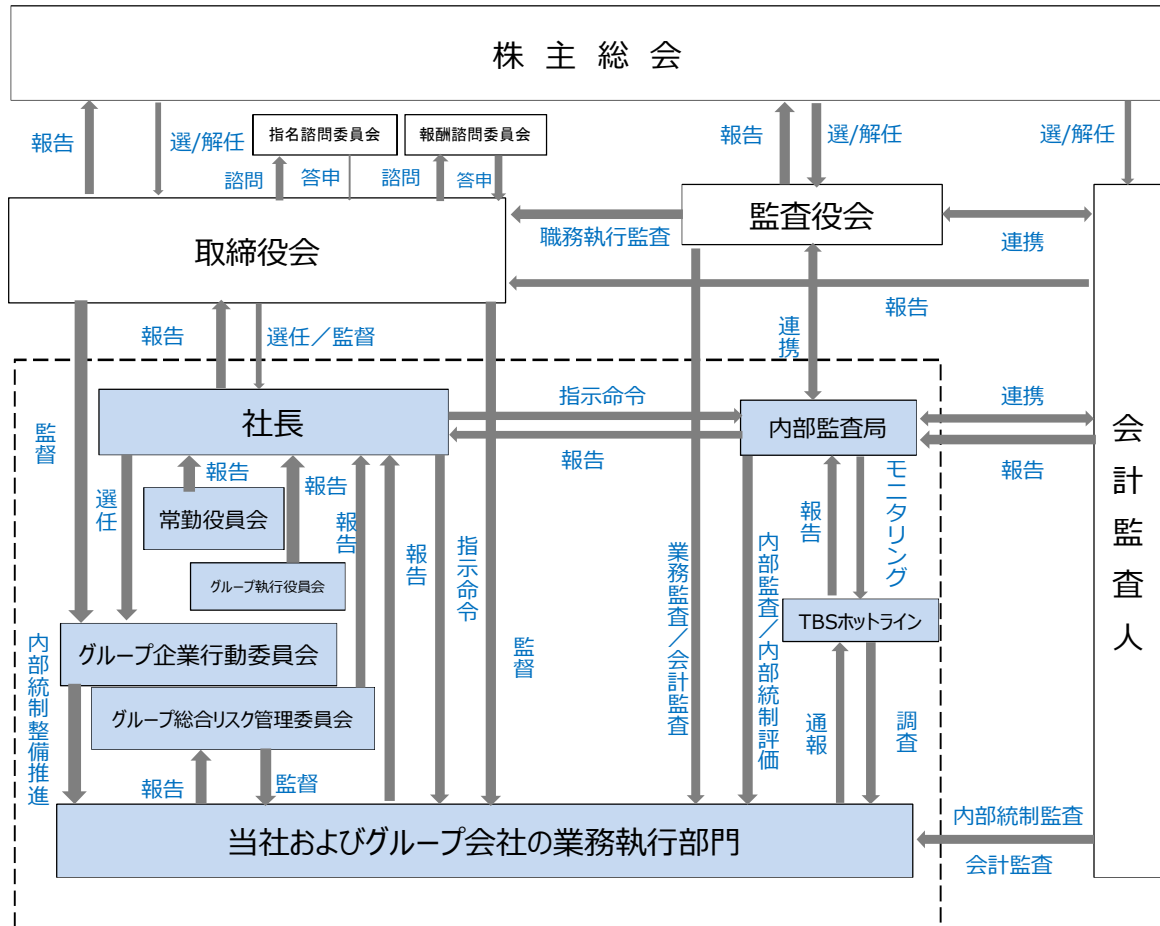 株主総会
報告
選/解任
指名諮問委員会
報酬諮問委員会
報告
選/解任
選/解任
諮問
答申
諮問
答申
取締役会
監査役会
職務執行監査
連携
報告
報告
選任／監督
連携
社長
指示命令
内部監査局
連携
報告
報告
会計監査人
監督
選任
報告
報告
常勤役員会
報告
グループ執行役員会
報告
指示命令
監督
業務監査/会計監査
内部監査/内部統制評価
報告
モニタリング
TBSホットライン
グループ企業行動委員会
内部統制整備推進
グループ総合リスク管理委員会
報告
監督
通報
調査
当社およびグループ会社の業務執行部門
内部統制監査
会計監査